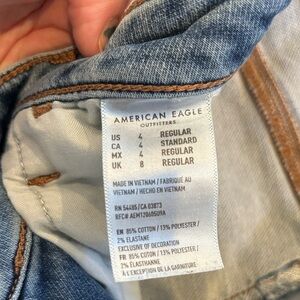 AMERICAN EAGLE
OUTFITTERS
US 4 REGULAR
CA 4 STANDARD
MX 4 REGULAR
UK 8 REGULAR
MADE IN VIETNAM / FABRIQUÉ AU
VIETNAM / HECHO EN VIETNAM
RN 54485/CA 03873
EN: 85% COTTON / 13% POLYESTER /
2% ELASTANE
EXCLUSIVE OF DECORATION
FR: 85% COTON / 13% POLYESTER /
2% ÉLASTHANNE
À L'EXCEPTION DE LA GARNITURE